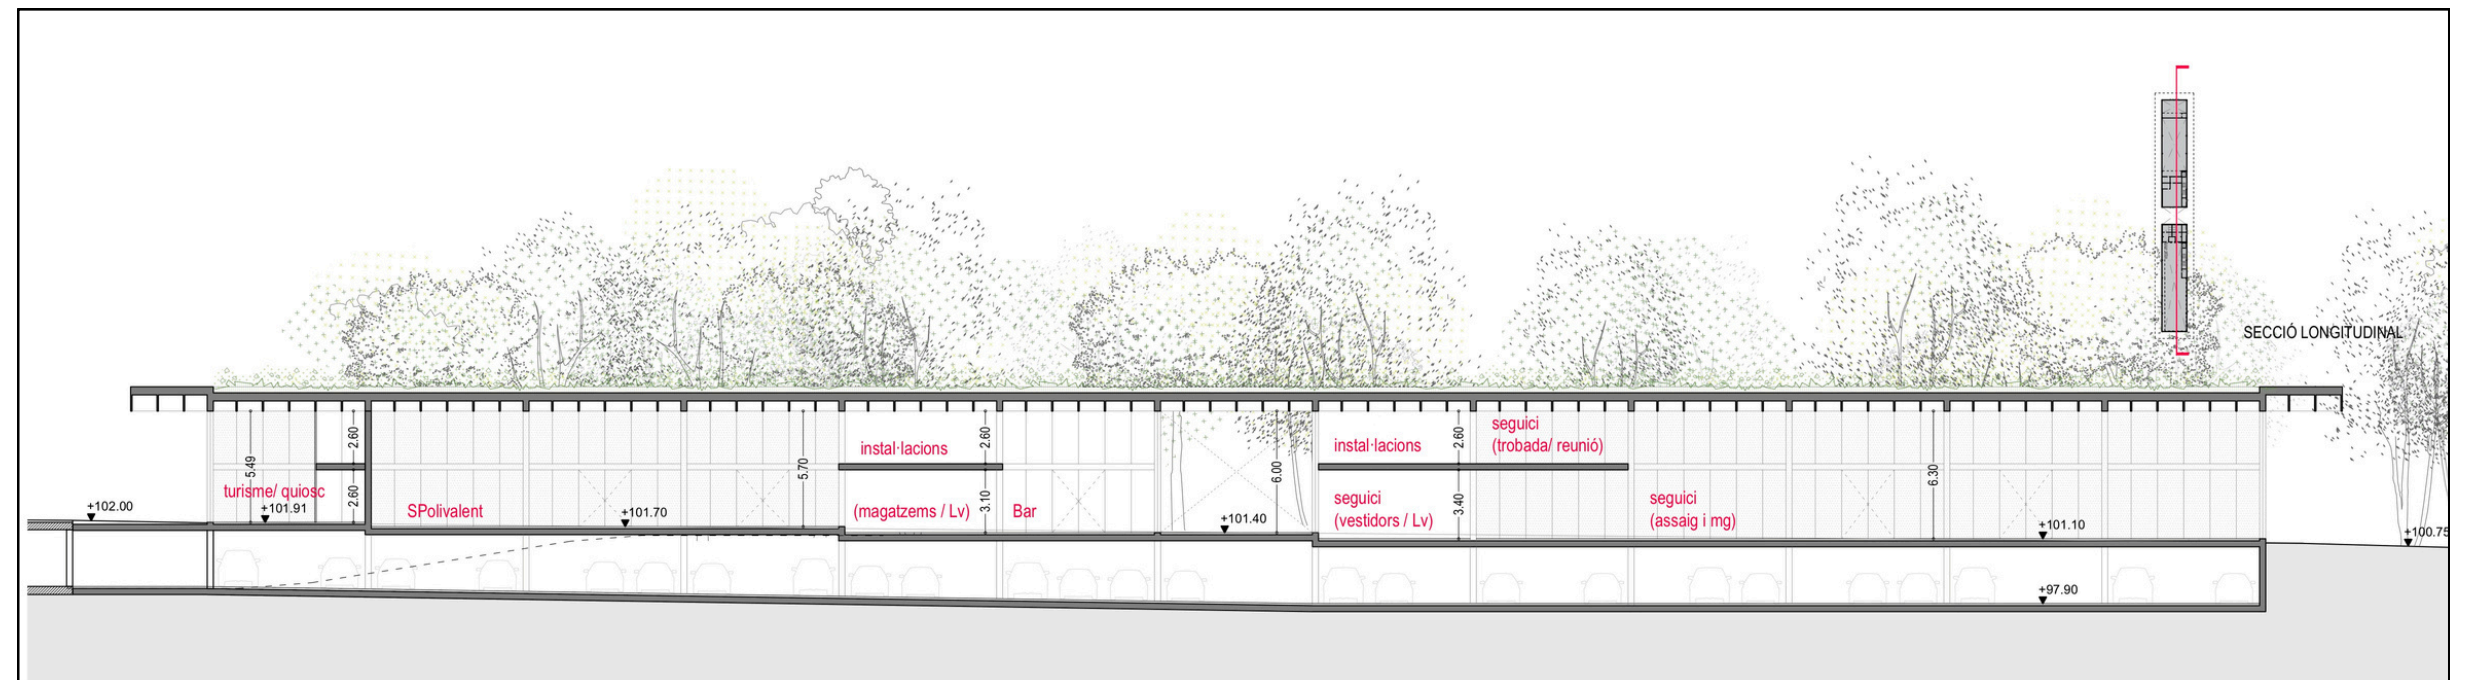 SECCIÓ LONGITUDINAL
5.49
2.60
2.60
turisme/ quiosc
+101.91
+102.00
SPolivalent
+101.70
5.70
instal·lacions
2.60
(magatzems / Lv)
3.10
Bar
+101.40
6.00
instal·lacions
2.60
seguici
(trobada/ reunió)
seguici
(vestidors / Lv)
3.40
seguici
(assaig i mg)
6.30
+101.10
+100.75
+97.90